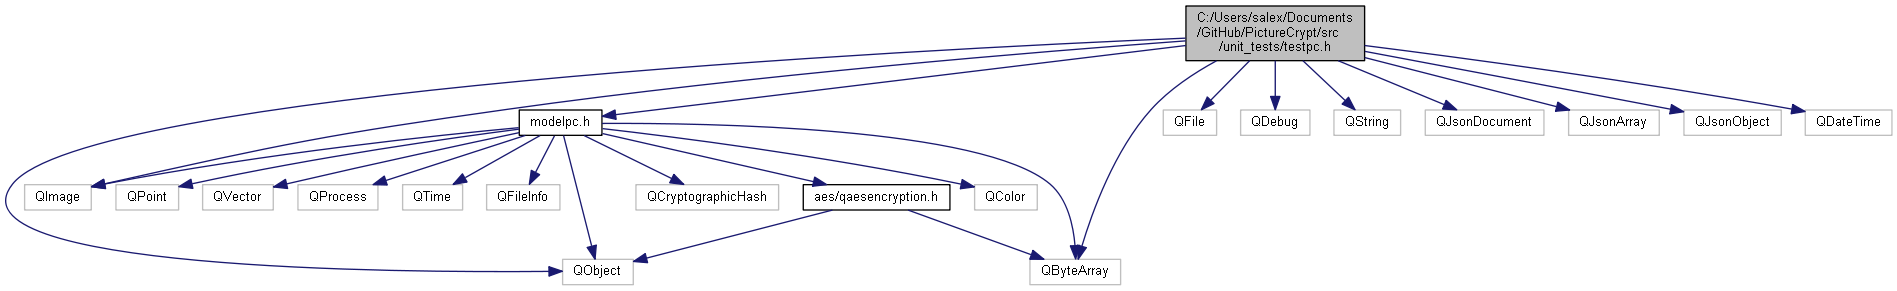 C:/Users/salex/Documents
/GitHub/PictureCrypt/src
/unit_tests/testpc.h
modelpc.h
QFile
QDebug
QString
QJsonDocument
QJsonArray
QJsonObject
QDateTime
QImage
QPoint
QVector
QProcess
QTime
QFileInfo
QCryptographicHash
aes/qaesencryption.h
QColor
QObject
QByteArray